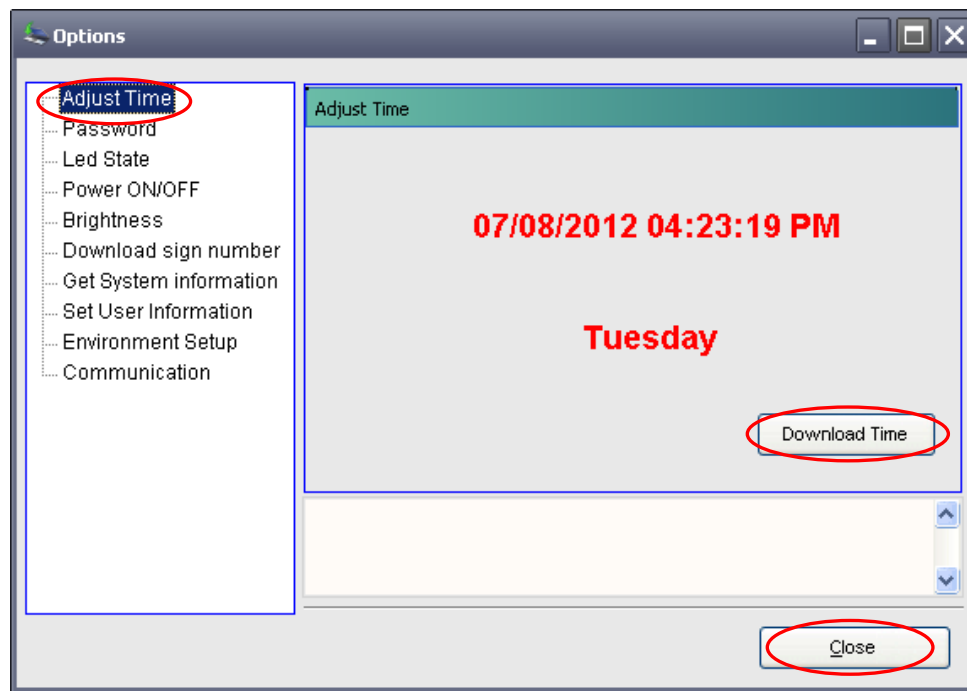 Options
Adjust Time
Password
Led State
Power ON/OFF
Brightness
Download sign number
Get System information
Set User Information
Environment Setup
Communication
Adjust Time
07/08/2012 04:23:19 PM
Tuesday
Download Time
Close